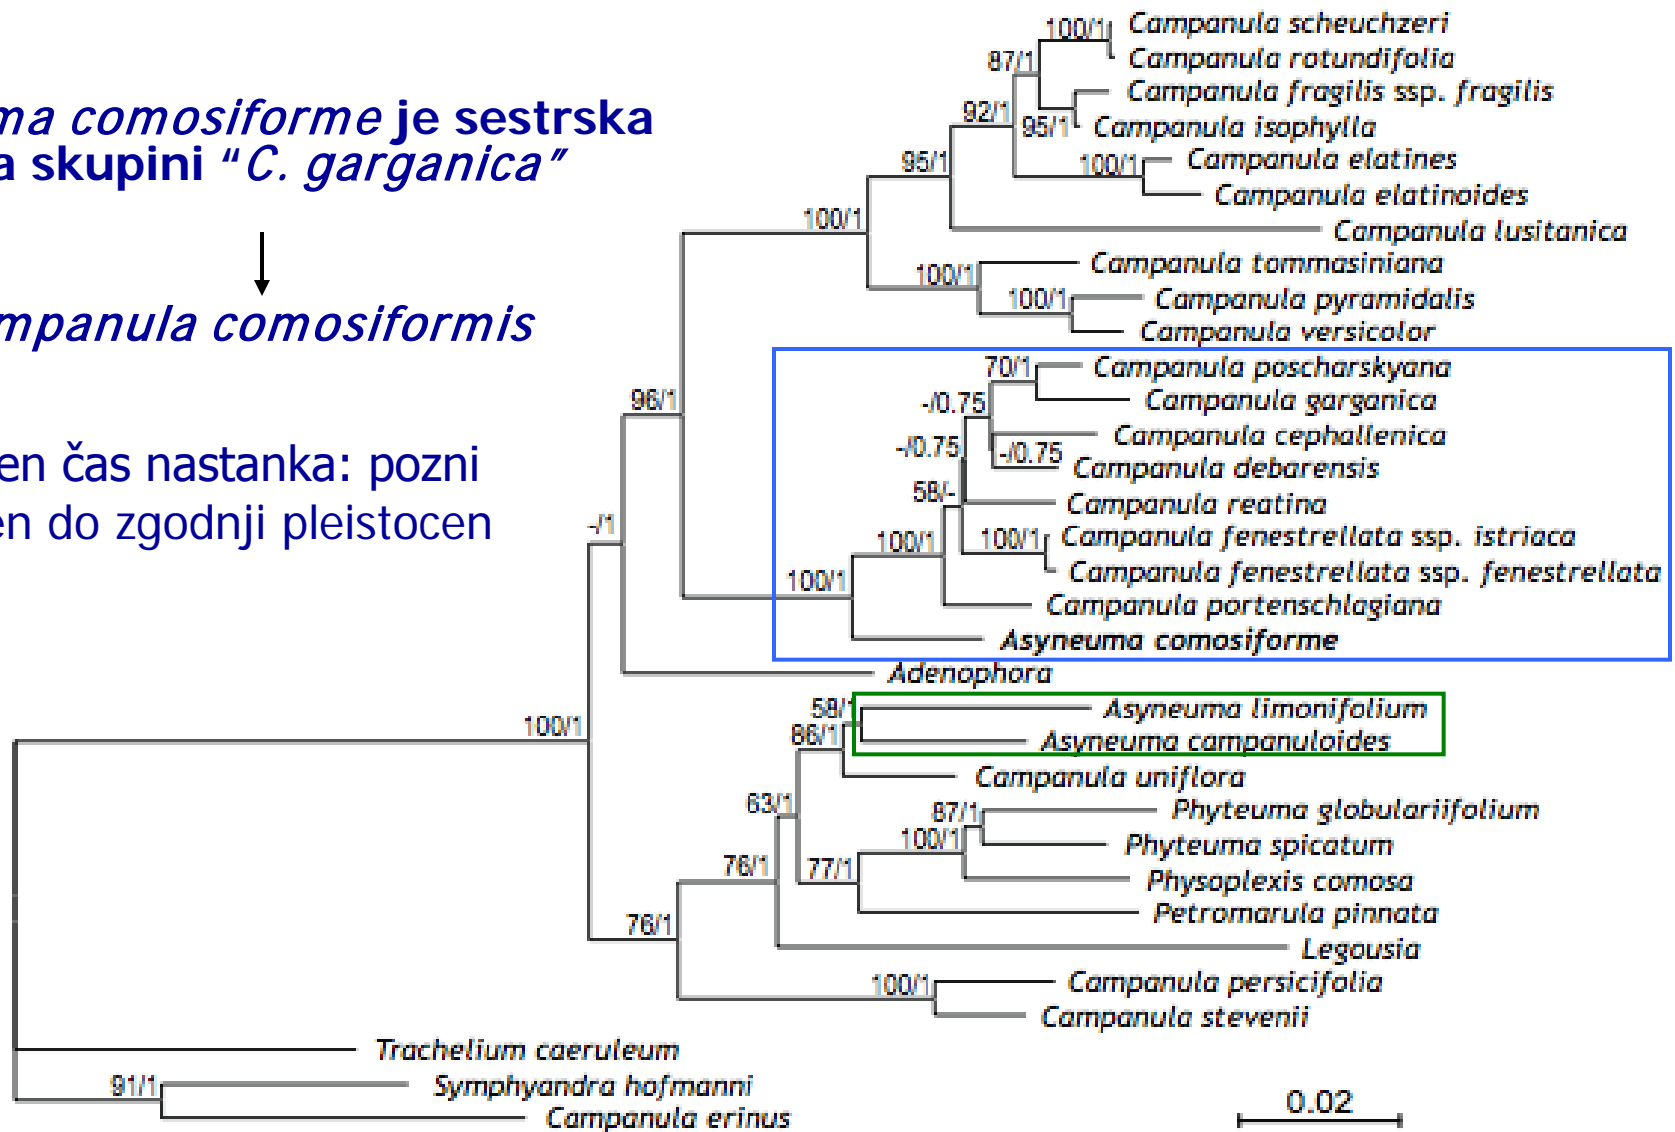 ma comosiforme je sestrska
a skupini “C. garganica”
mpanula comosiformis
en čas nastanka: pozni
en do zgodnji pleistocen
100/1 Campanula scheuchzeri
Campanula rotundifolia
87/1
Campanula fragilis ssp. fragilis
92/1
95/1 Campanula isophylla
95/1
100/1 Campanula elatines
Campanula elatinoides
100/1
Campanula lusitanica
100/1 Campanula tommasiniana
100/1 Campanula pyramidalis
Campanula versicolor
96/1
70/1 Campanula poscharskyana
-/0.75 Campanula garganica
-/0.75 Campanula cephallenica
-/0.75 Campanula debarensis
58/- Campanula reatina
-/1
100/1 100/1 Campanula fenestrellata ssp. istriaca
100/1 Campanula fenestrellata ssp. fenestrellata
Campanula portenschlagiana
Asyneuma comosiforme
Adenophora
100/1
58/1 Asyneuma limonifolium
86/1 Asyneuma campanuloides
Campanula uniflora
63/1
87/1 Phyteuma globulariifolium
100/1 Phyteuma spicatum
76/1 77/1 Physoplexis comosa
Petromarula pinnata
76/1
Legousia
100/1 Campanula persicifolia
Campanula stevenii
Trachelium caeruleum
91/1 Symphyandra hofmanni
Campanula erinus
0.02